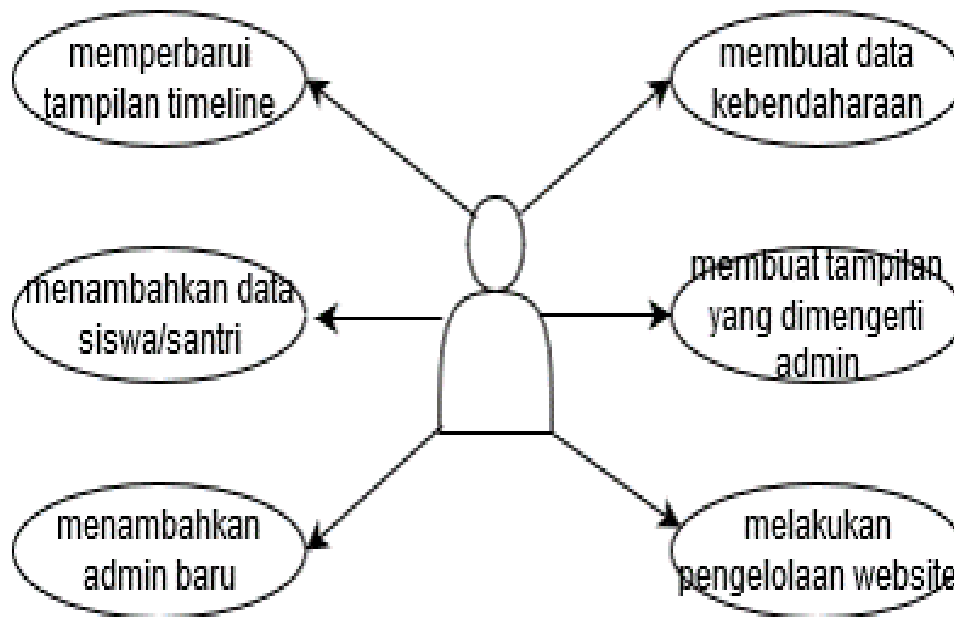 memperbarui
tampilan timeline
membuat data
kebendaharaan
menambahkan data
siswa/santri
membuat tampilan
yang dimengerti
admin
menambahkan
admin baru
melakukan
pengelolaan website